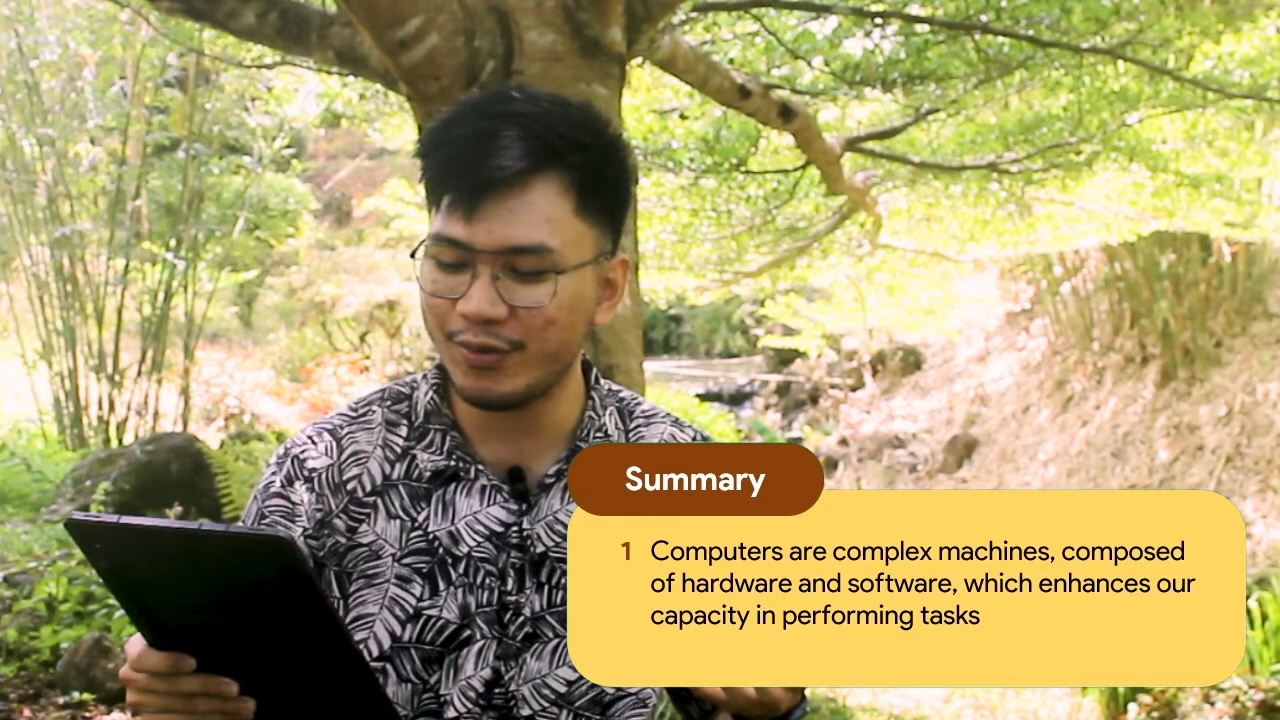 Summary
1 Computers are complex machines, composed
of hardware and software, which enhances our
capacity in performing tasks